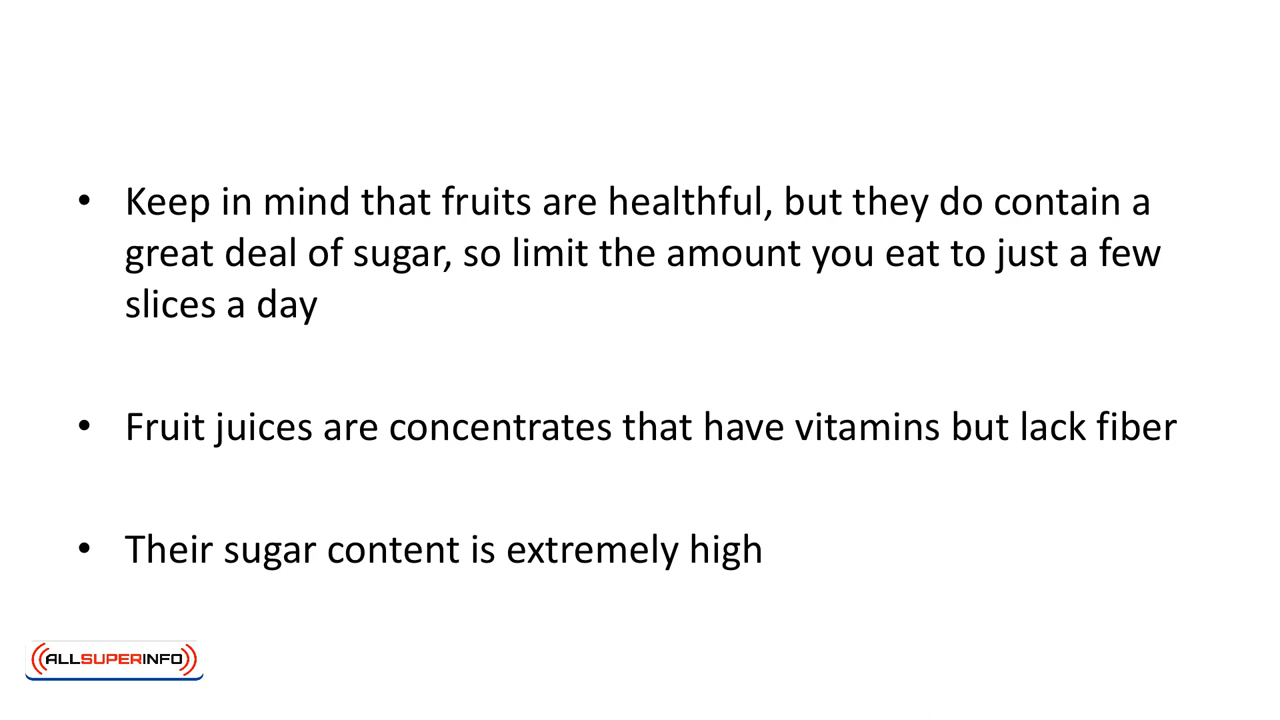 • Keep in mind that fruits are healthful, but they do contain a
great deal of sugar, so limit the amount you eat to just a few
slices a day
• Fruit juices are concentrates that have vitamins but lack fiber
• Their sugar content is extremely high
ALLSUPERINFO